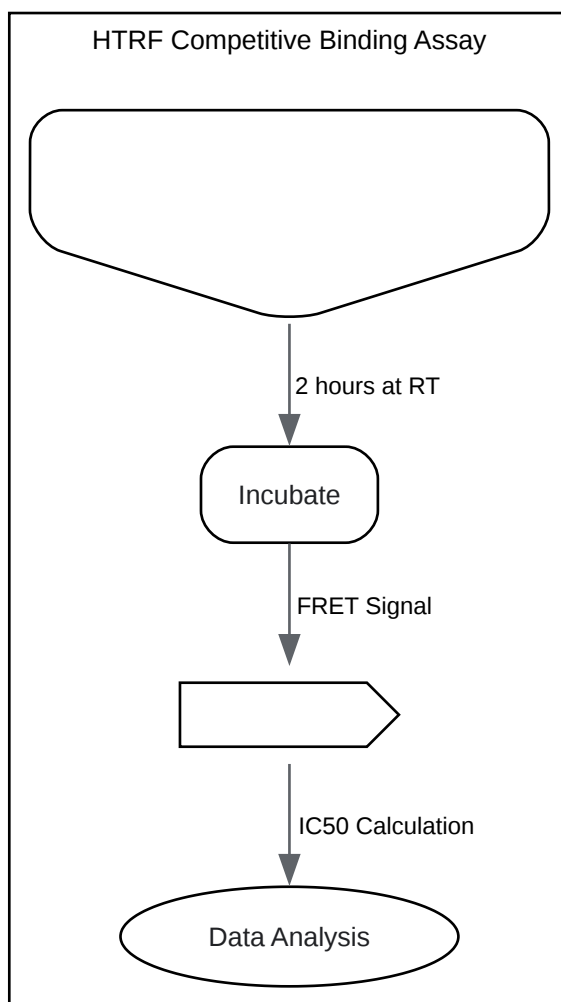 HTRF Competitive Binding Assay
2 hours at RT
Incubate
FRET Signal
IC50 Calculation
Data Analysis